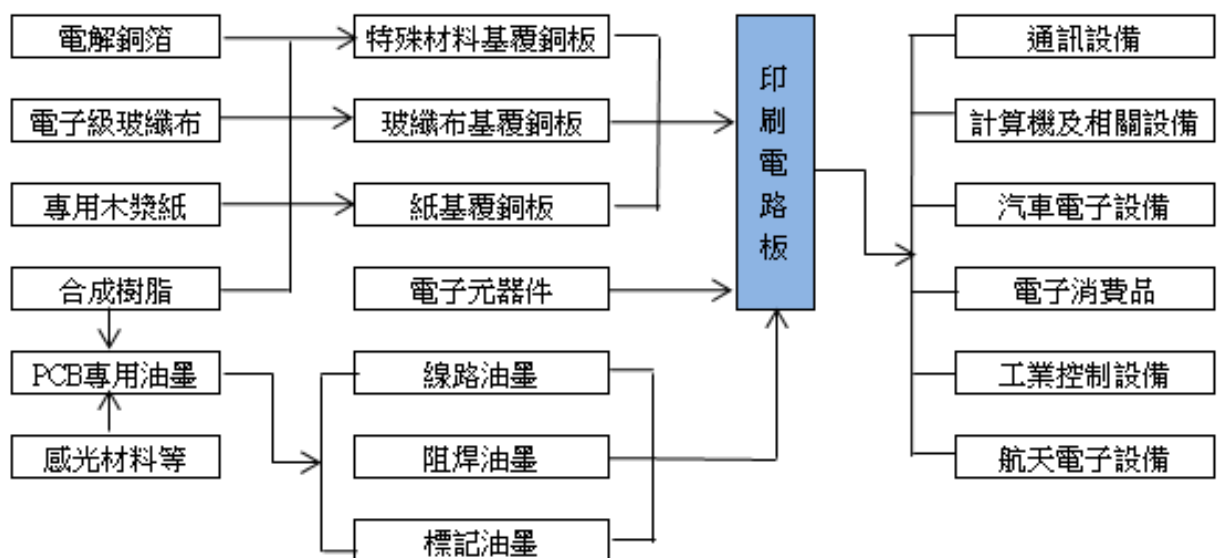 電解銅箔
電子級玻纖布
專用木漿紙
合成樹脂
PCB專用油墨
感光材料等
特殊材料基覆銅板
玻纖布基覆銅板
紙基覆銅板
電子元器件
線路油墨
阻焊油墨
標記油墨
印刷電路板
通訊設備
計算機及相關設備
汽車電子設備
電子消費品
工業控制設備
航天電子設備